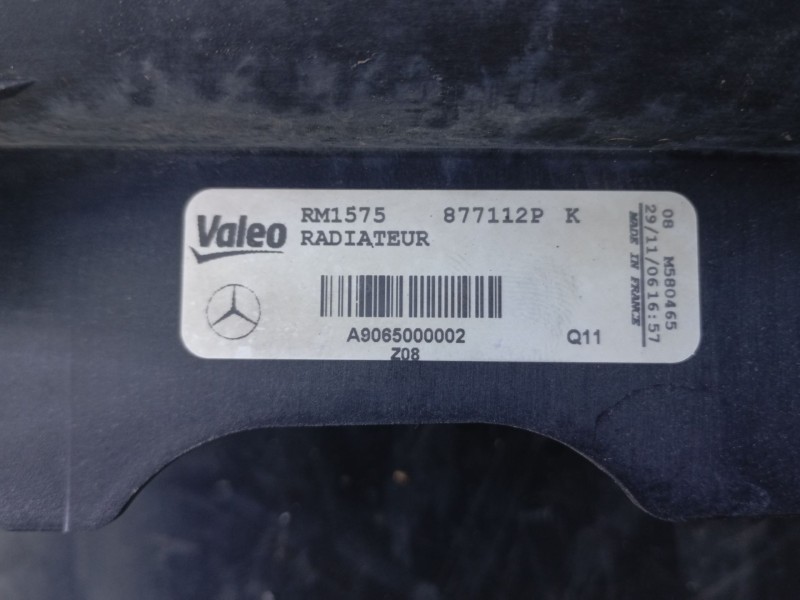 Valeo
RM1575 877112P K
RADIATEUR
A9065000002
Z08
Q11
08 M580465
29/11/06 16:57
MADE IN FRANCE